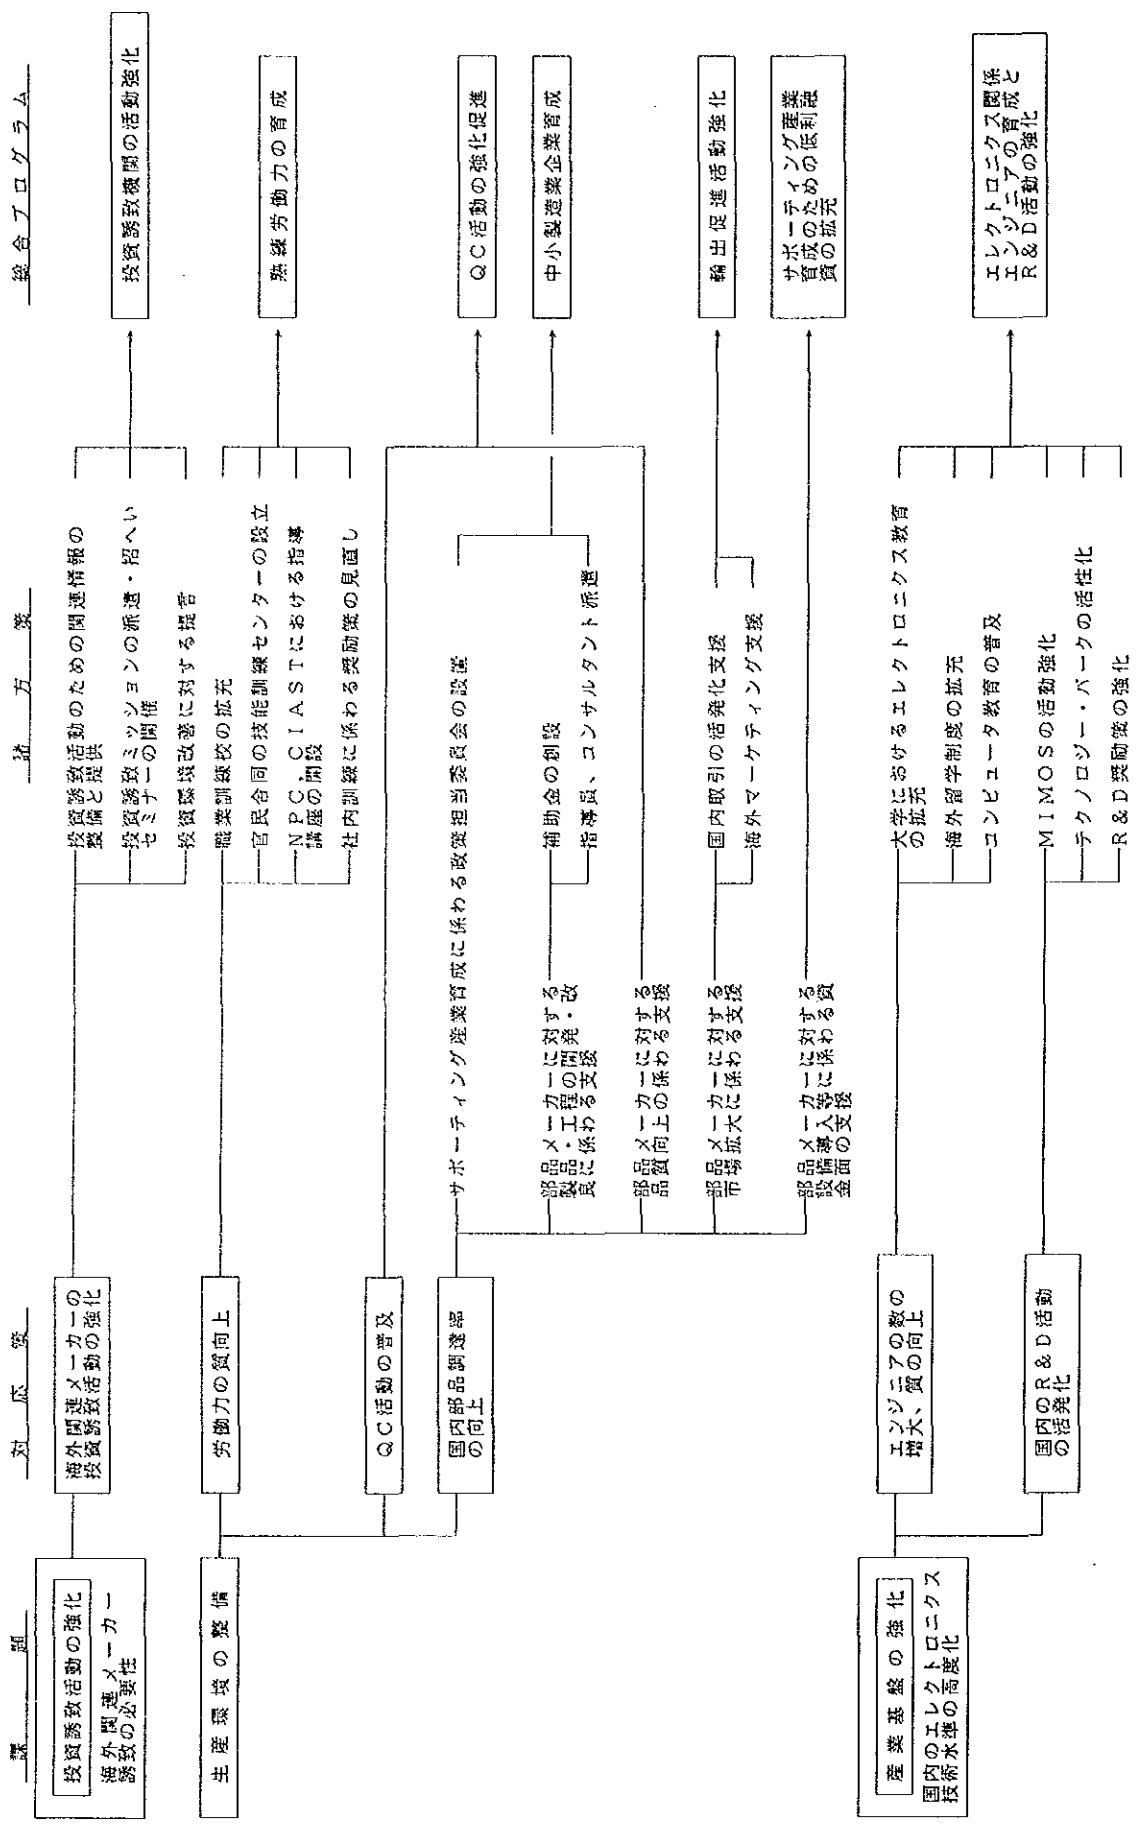 課題
対応策
諸方策
総合プログラム
投資誘致活動の強化
海外関連メーカー
誘致の必要性
海外関連メーカーの
投資誘致活動の強化
投資誘致活動のための関連情報の
整備と提供
投資誘致ミッションの派遣・招へい
セミナーの開催
投資環境改善に対する提言
投資誘致機関の活動強化
生産環境の整備
労働力の質向上
職業訓練校の拡充
官民合同の技能訓練センターの設立
NPC，CIASTにおける指導
講座の開設
社内訓練に係わる奨励策の見直し
熟練労働力の育成
QC活動の普及
QC活動の強化促進
国内部品調達率
の向上
サポーティング産業育成に係わる政策担当委員会の設置
部品メーカーに対する
製品・工程の開発・改
良に係わる支援
補助金の創設
指導員、コンサルタント派遣
中小製造業企業育成
部品メーカーに対する
品質向上の係わる支援
部品メーカーに対する
市場拡大に係わる支援
国内取引の活発化支援
海外マーケティング支援
輸出促進活動強化
部品メーカーに対する
設備導入等に係わる資
金面の支援
サポーティング産業
育成のための低利融
資の拡充
産業基盤の強化
国内のエレクトロニクス
技術水準の高度化
エンジニアの数の
増大、質の向上
大学におけるエレクトロニクス教育
の拡充
海外留学制度の拡充
コンピュータ教育の普及
国内のR＆D活動
の活発化
MIMOSの活動強化
テクノロジー・パークの活性化
R＆D奨励策の強化
エレクトロニクス関係
エンジニアの育成と
R＆D活動の強化